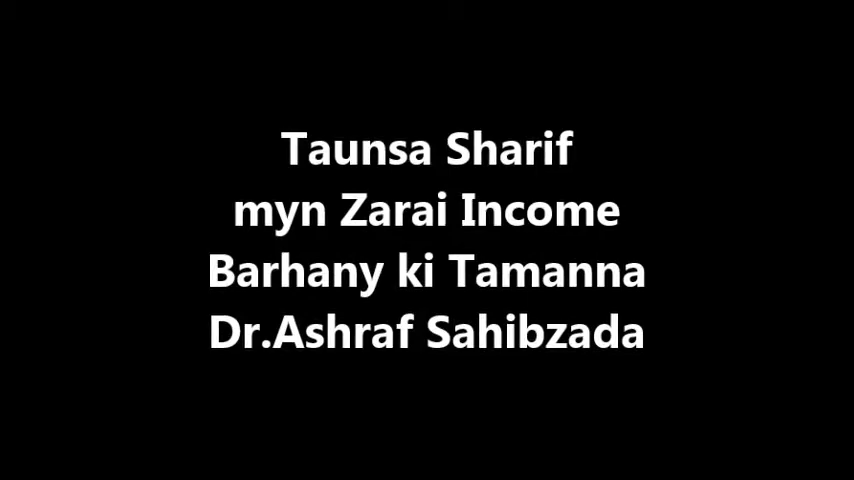 Taunsa Sharif
myn Zarai Income
Barhany ki Tamanna
Dr.Ashraf Sahibzada